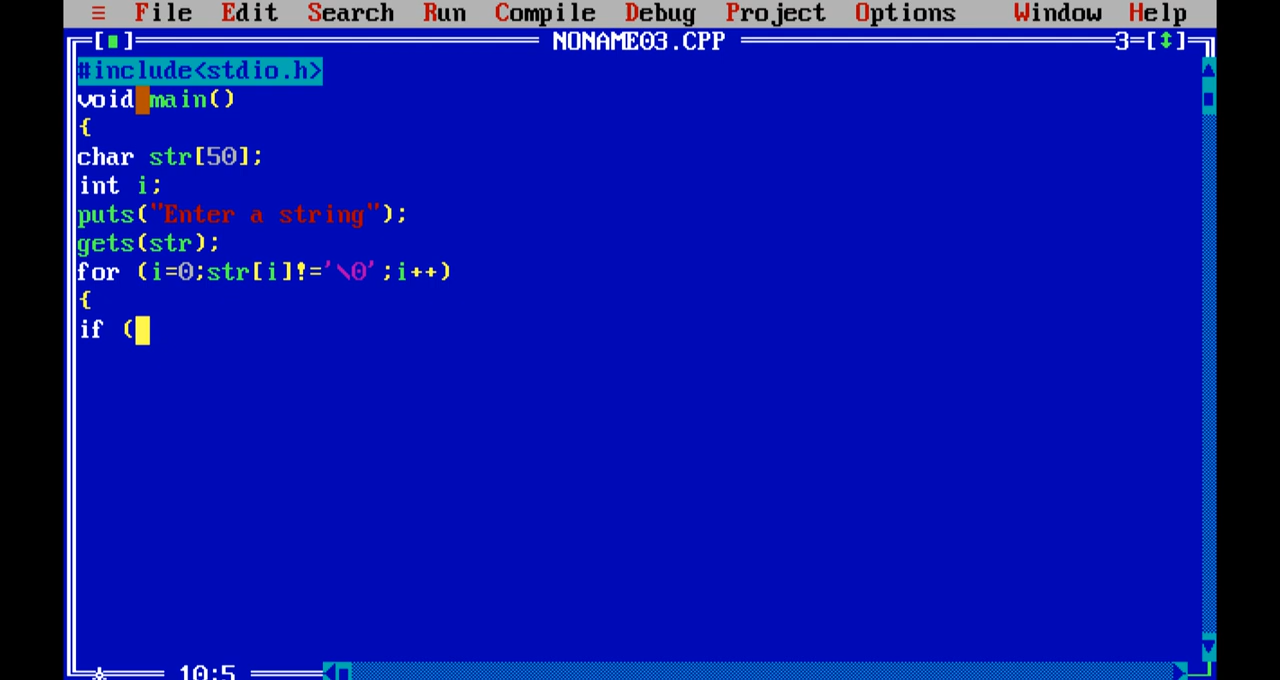 ≡ File Edit Search Run Compile Debug Project Options Window Help
[■] NONAME03.CPP 3=[↕]
#include<stdio.h>
void main()
{
char str[50];
int i;
puts("Enter a string");
gets(str);
for (i=0;str[i]!='\0';i++)
{
if (
10:5